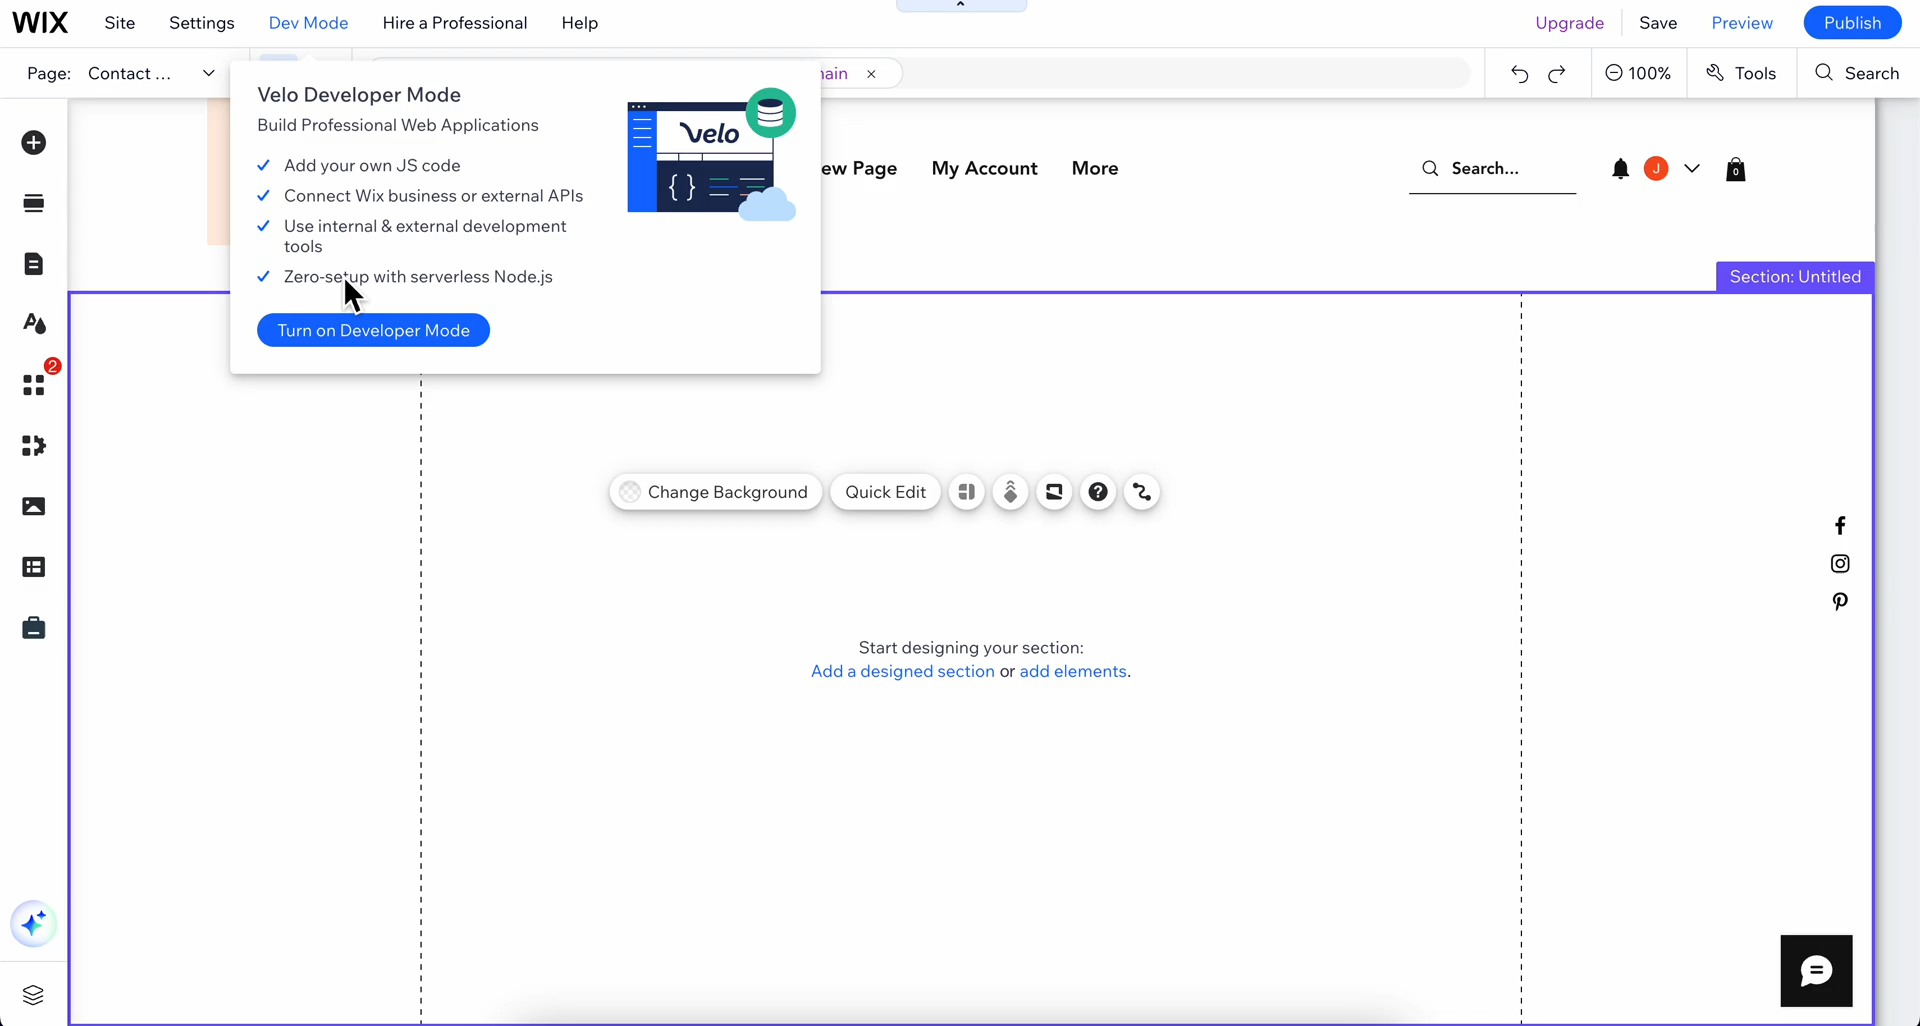 WIX Site Settings Dev Mode Hire a Professional Help Upgrade Save Preview Publish
Page: Contact ... 100% Tools Search
Velo Developer Mode
Build Professional Web Applications
Add your own JS code
Connect Wix business or external APIs
Use internal & external development
tools
Zero-setup with serverless Node.js
Turn on Developer Mode
velo
{ }
My Account More Search... J 0
Page
Section: Untitled
2
Change Background Quick Edit ?
Start designing your section:
Add a designed section or add elements.